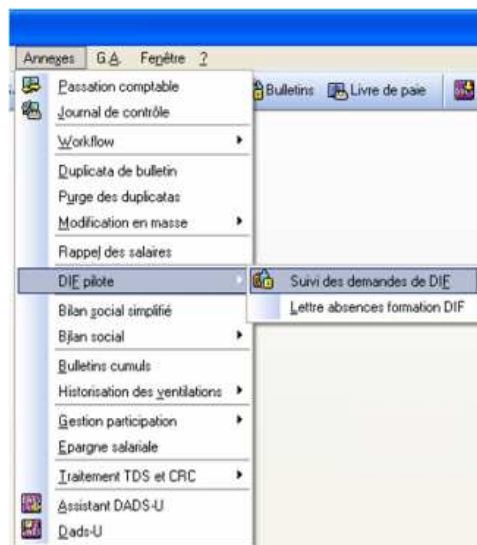 Annexes G.A. Fenêtre ?
Bulletins Livre de paie
Passation comptable
Journal de contrôle
Workflow
Duplicata de bulletin
Purge des duplicatas
Modification en masse
Rappel des salaires
DIF pilote
Suivi des demandes de DIF
Lettre absences formation DIF
Bilan social simplifié
Bilan social
Bulletins cumuls
Historisation des ventilations
Gestion participation
Epargne salariale
Traitement TDS et CRC
Assistant DADS-U
Dads-U